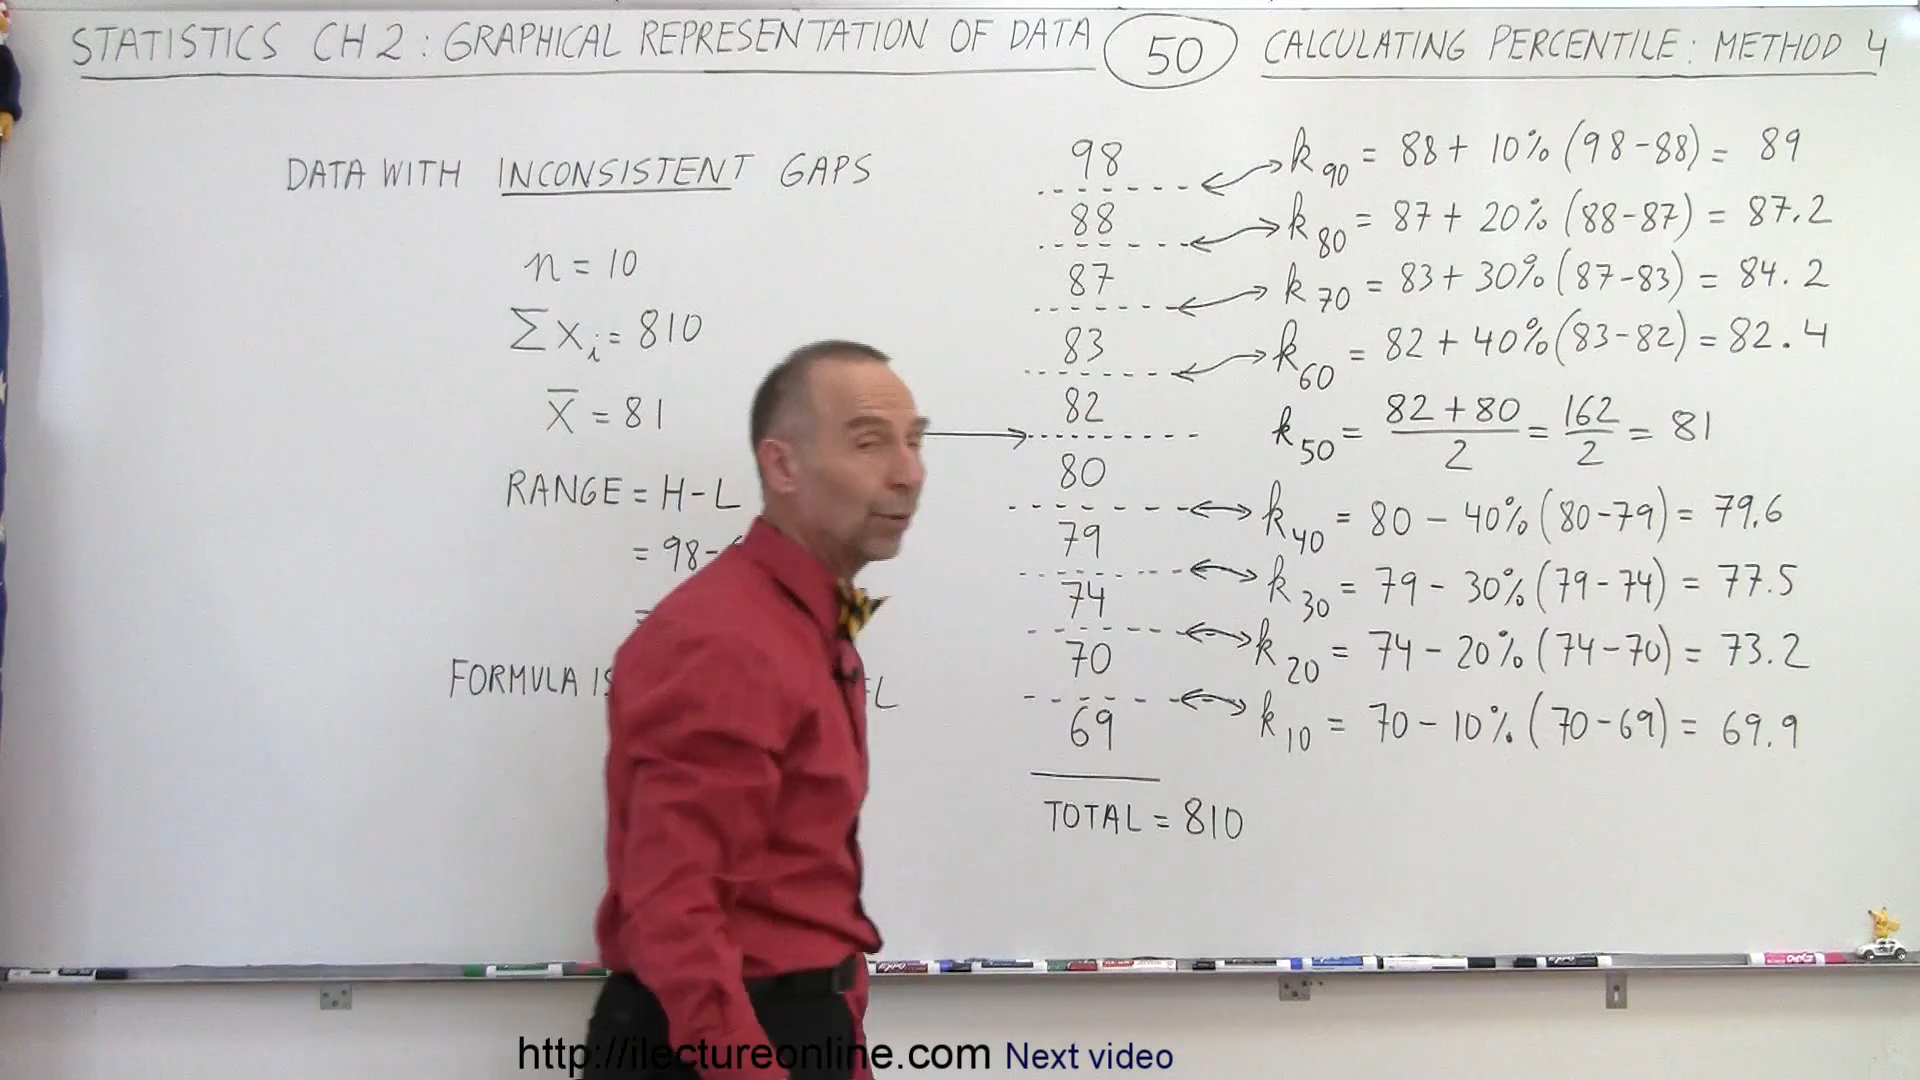 STATISTICS CH 2 : GRAPHICAL REPRESENTATION OF DATA 50 CALCULATING PERCENTILE : METHOD 4
DATA WITH INCONSISTENT GAPS
n = 10
Σ xi = 810
x̄ = 81
RANGE = H - L
= 98 -
FORMULA IS
L
98
88
87
83
82
80
79
74
70
69
TOTAL = 810
k90 = 88 + 10% (98-88) = 89
k80 = 87 + 20% (88-87) = 87.2
k70 = 83 + 30% (87-83) = 84.2
k60 = 82 + 40% (83-82) = 82.4
k50 = (82 + 80)/2 = 162/2 = 81
k40 = 80 - 40% (80-79) = 79.6
k30 = 79 - 30% (79-74) = 77.5
k20 = 74 - 20% (74-70) = 73.2
k10 = 70 - 10% (70-69) = 69.9
http://ilectureonline.com Next video